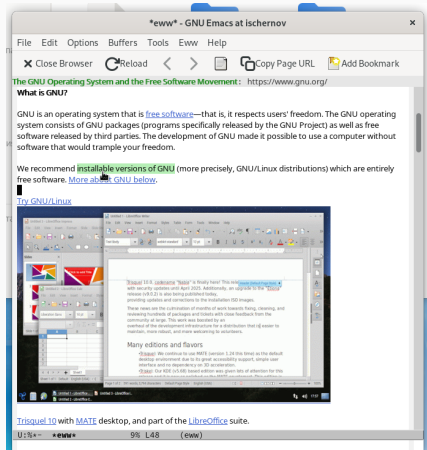 *eww* - GNU Emacs at ischernov
File Edit Options Buffers Tools Eww Help
Close Browser Reload Copy Page URL Add Bookmark
The GNU Operating System and the Free Software Movement: https://www.gnu.org/
What is GNU?
GNU is an operating system that is free software—that is, it respects users' freedom. The GNU operating
system consists of GNU packages (programs specifically released by the GNU Project) as well as free
software released by third parties. The development of GNU made it possible to use a computer without
software that would trample your freedom.
We recommend installable versions of GNU (more precisely, GNU/Linux distributions) which are entirely
free software. More about GNU below.
Try GNU/Linux
Many editions and flavors
Trisquel 10 with MATE desktop, and part of the LibreOffice suite.
U:%*- *eww* 9% L48 (eww)